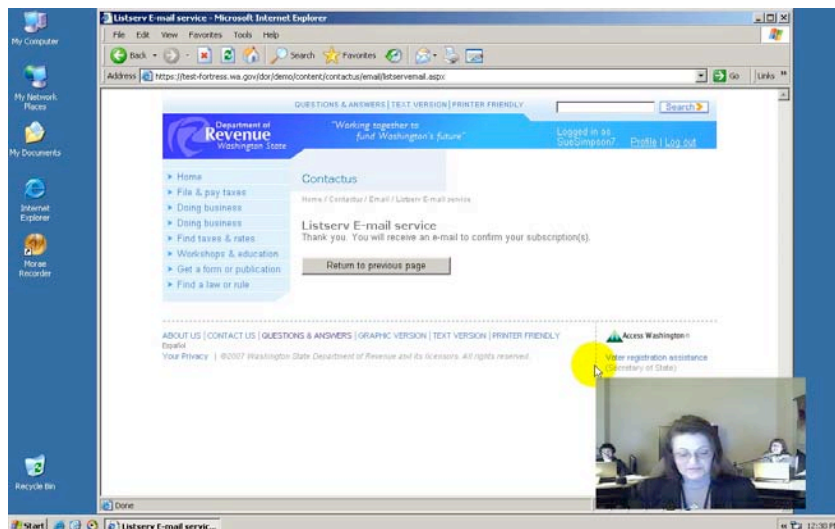 Listserv E-mail service - Microsoft Internet Explorer
File Edit View Favorites Tools Help
Back Search Favorites
Address https://test-fortress.wa.gov/dor/demo/content/contactus/email/listservemail.aspx Go Links
My Computer
My Network Places
My Documents
Internet Explorer
Morae Recorder
Recycle Bin
QUESTIONS & ANSWERS | TEXT VERSION | PRINTER FRIENDLY Search
Department of
Revenue
Washington State
"Working together to
fund Washington's future"
Logged in as
SueSimpson7. Profile | Log out
Home
File & pay taxes
Doing business
Doing business
Find taxes & rates
Workshops & education
Get a form or publication
Find a law or rule
Contactus
Home / Contactus / Email / Listserv E-mail service
Listserv E-mail service
Thank you. You will receive an e-mail to confirm your subscription(s).
Return to previous page
ABOUT US | CONTACT US | QUESTIONS & ANSWERS | GRAPHIC VERSION | TEXT VERSION | PRINTER FRIENDLY
Español
Your Privacy | ©2007 Washington State Department of Revenue and its licensors. All rights reserved.
Access Washington
Voter registration assistance
(Secretary of State)
Done
Start Listserv E-mail servic... 12:30 PM